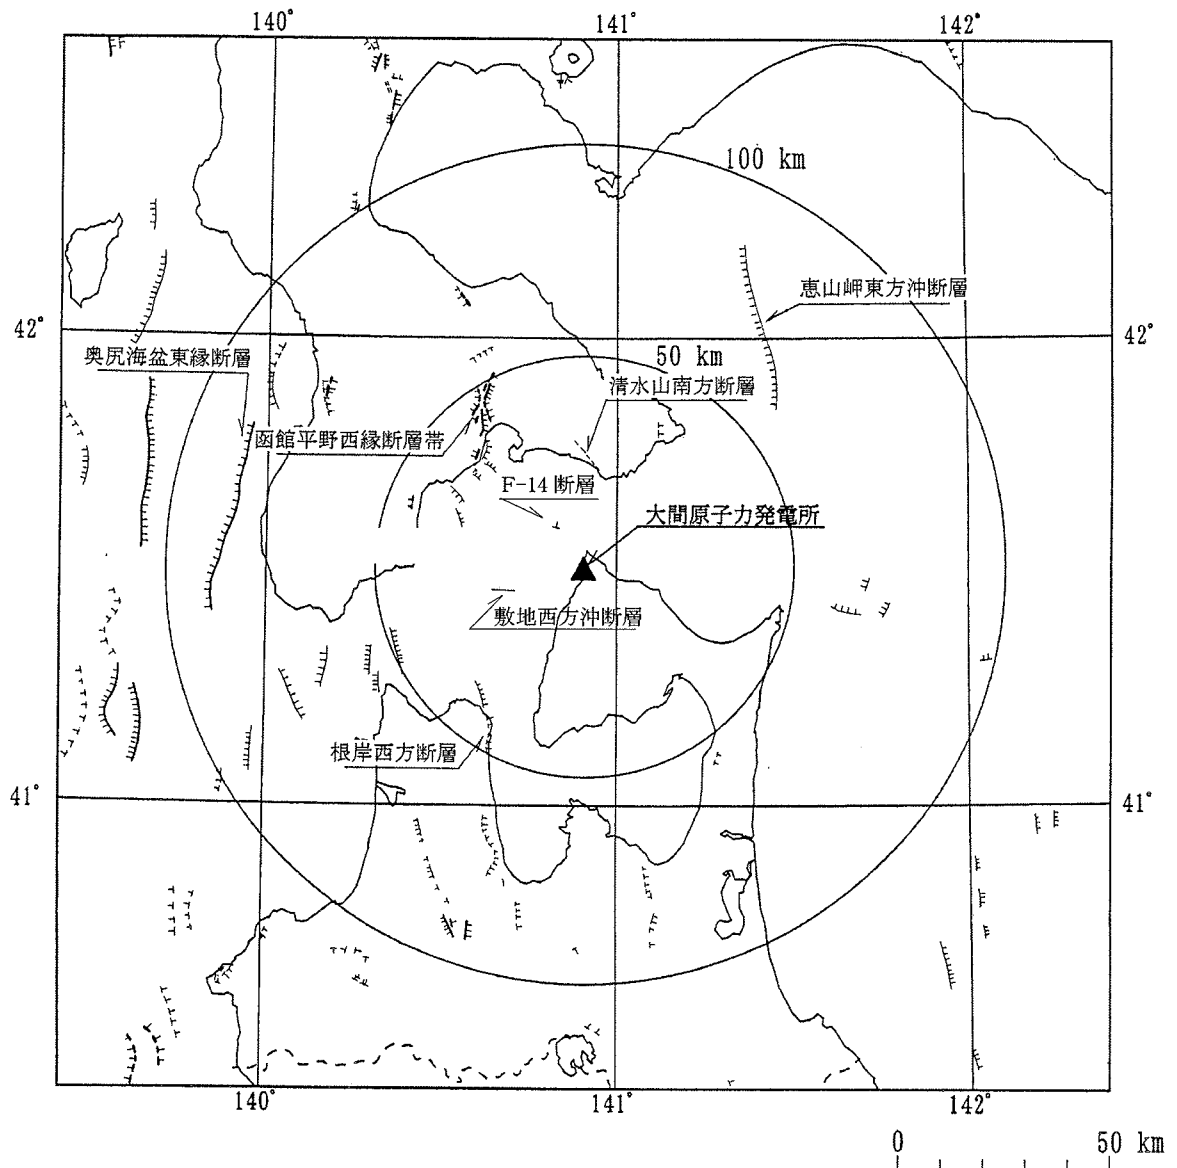 140°
141°
142°
100 km
恵山岬東方沖断層
42°
42°
奥尻海盆東縁断層
50 km
清水山南方断層
函館平野西縁断層帯
F-14 断層
大間原子力発電所
敷地西方沖断層
根岸西方断層
41°
41°
140°
141°
142°
0
50 km